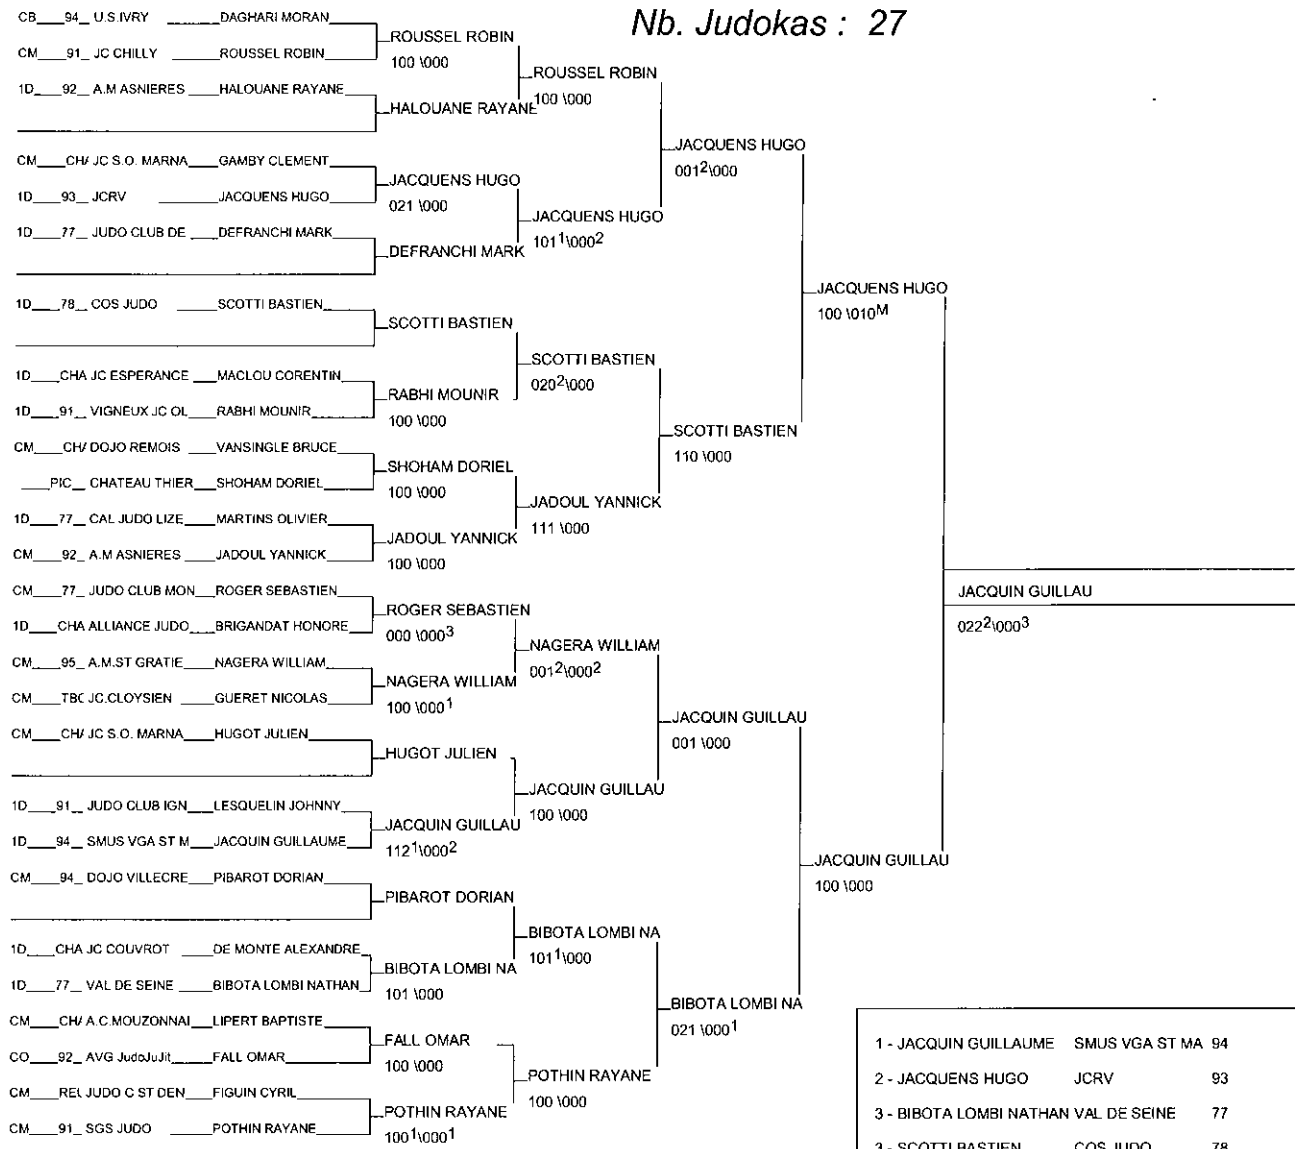 Nb. Judokas : 27
CB 94 U.S.IVRY DAGHARI MORAN
CM 91 JC CHILLY ROUSSEL ROBIN
1D 92 A.M ASNIERES HALOUANE RAYANE
CM CH/ JC S.O. MARNA GAMBY CLEMENT
1D 93 JCRV JACQUENS HUGO
1D 77 JUDO CLUB DE DEFRANCHI MARK
1D 78 COS JUDO SCOTTI BASTIEN
1D CHA JC ESPERANCE MACLOU CORENTIN
1D 91 VIGNEUX JC OL RABHI MOUNIR
CM CH/ DOJO REMOIS VANSINGLE BRUCE
PIC CHATEAU THIER SHOHAM DORIEL
1D 77 CAL JUDO LIZE MARTINS OLIVIER
CM 92 A.M ASNIERES JADOUL YANNICK
CM 77 JUDO CLUB MON ROGER SEBASTIEN
1D CHA ALLIANCE JUDO BRIGANDAT HONORE
CM 95 A.M.ST GRATIE NAGERA WILLIAM
CM TBC JC.CLOYSIEN GUERET NICOLAS
CM CH/ JC S.O. MARNA HUGOT JULIEN
1D 91 JUDO CLUB IGN LESQUELIN JOHNNY
1D 94 SMUS VGA ST M JACQUIN GUILLAUME
CM 94 DOJO VILLECRE PIBAROT DORIAN
1D CHA JC COUVROT DE MONTE ALEXANDRE
1D 77 VAL DE SEINE BIBOTA LOMBI NATHAN
CM CH/ A.C.MOUZONNAI LIPERT BAPTISTE
CO 92 AVG JudoJuJit FALL OMAR
CM REU JUDO C ST DEN FIGUIN CYRIL
CM 91 SGS JUDO POTHIN RAYANE
ROUSSEL ROBIN
100 \000
HALOUANE RAYANE
JACQUENS HUGO
021 \000
DEFRANCHI MARK
SCOTTI BASTIEN
RABHI MOUNIR
100 \000
SHOHAM DORIEL
100 \000
JADOUL YANNICK
100 \000
ROGER SEBASTIEN
000 \000³
NAGERA WILLIAM
100 \000¹
HUGOT JULIEN
JACQUIN GUILLAU
112¹\000²
PIBAROT DORIAN
BIBOTA LOMBI NA
101 \000
FALL OMAR
100 \000
POTHIN RAYANE
100¹\000¹
ROUSSEL ROBIN
100 \000
JACQUENS HUGO
101¹\000²
SCOTTI BASTIEN
020²\000
JADOUL YANNICK
111 \000
NAGERA WILLIAM
001²\000²
JACQUIN GUILLAU
100 \000
BIBOTA LOMBI NA
101¹\000
POTHIN RAYANE
100 \000
JACQUENS HUGO
001²\000
SCOTTI BASTIEN
110 \000
JACQUIN GUILLAU
001 \000
BIBOTA LOMBI NA
021 \000¹
JACQUENS HUGO
100 \010ᴹ
JACQUIN GUILLAU
100 \000
JACQUIN GUILLAU
022²\000³
1 - JACQUIN GUILLAUME SMUS VGA ST MA 94
2 - JACQUENS HUGO JCRV 93
3 - BIBOTA LOMBI NATHAN VAL DE SEINE 77
3 - SCOTTI BASTIEN COS JUDO 78